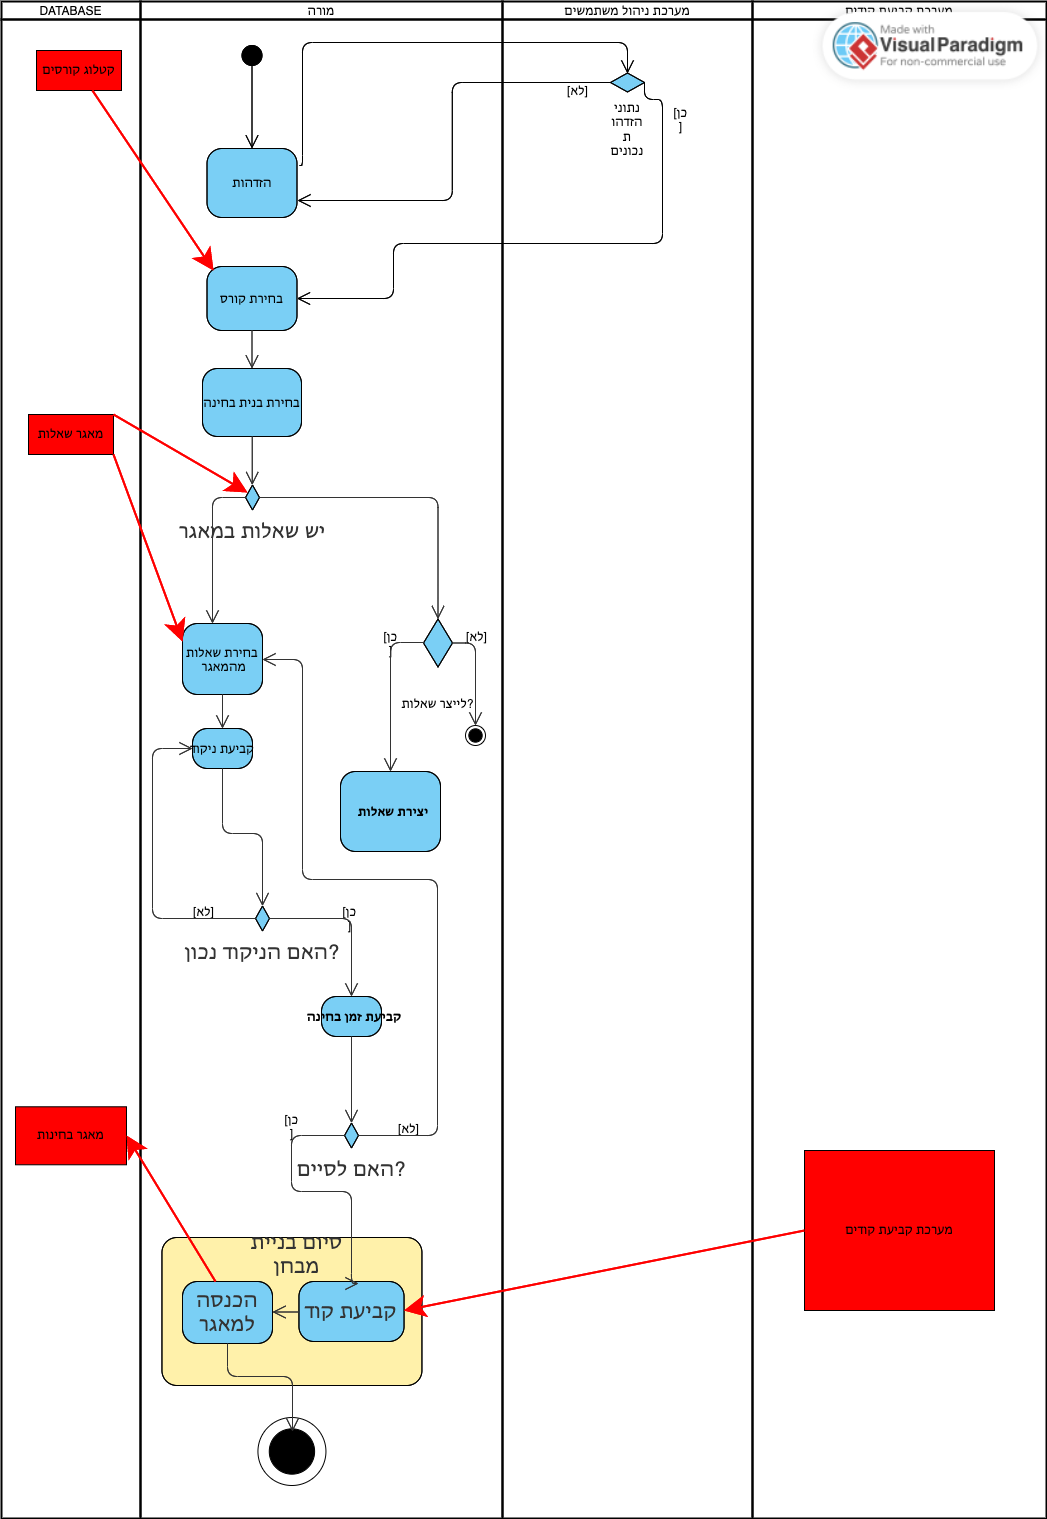 DATABASE
מורה
מערכת ניהול משתמשים
מערכת קביעת קודים
Made with
Visual Paradigm
For non-commercial use
קטלוג קורסים
[לא]
[כן
]
נתוני
הזדהו
ת
נכונים
הזדהות
בחירת קורס
בחירת בנית בחינה
מאגר שאלות
יש שאלות במאגר
[כן
]
[לא]
בחירת שאלות
מהמאגר
לייצר שאלות?
קביעת ניקוד
יצירת שאלות
[לא]
[כן
]
האם הניקוד נכון?
קביעת זמן בחינה
[כן
]
[לא]
מאגר בחינות
האם לסיים?
מערכת קביעת קודים
סיום בניית
מבחן
הכנסה
למאגר
קביעת קוד